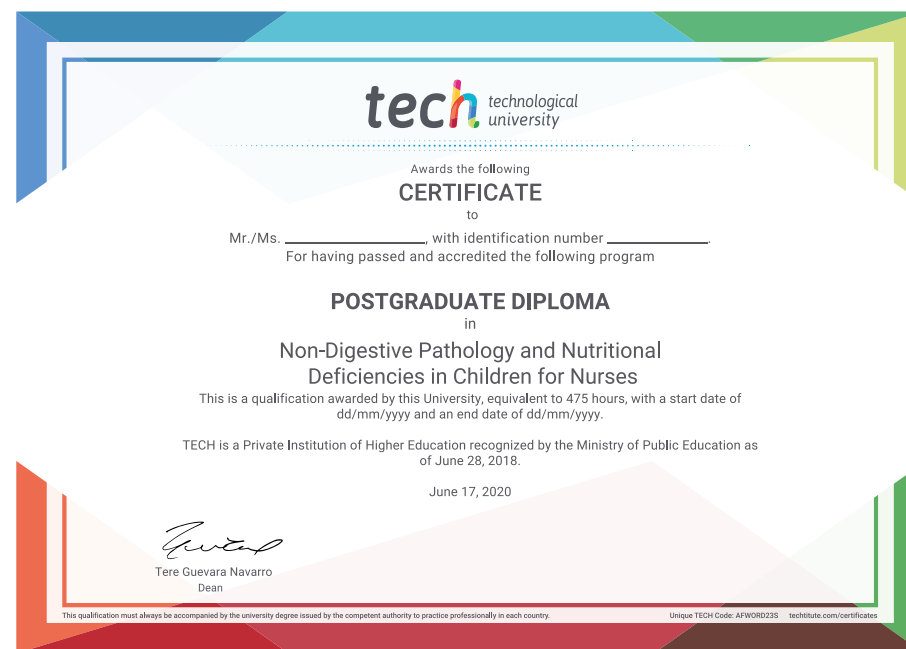 tech technological
university
Awards the following
CERTIFICATE
to
Mr./Ms. ____________________, with identification number ______________.
For having passed and accredited the following program
POSTGRADUATE DIPLOMA
in
Non-Digestive Pathology and Nutritional
Deficiencies in Children for Nurses
This is a qualification awarded by this University, equivalent to 475 hours, with a start date of
dd/mm/yyyy and an end date of dd/mm/yyyy.
TECH is a Private Institution of Higher Education recognized by the Ministry of Public Education as
of June 28, 2018.
June 17, 2020
Tere Guevara Navarro
Dean
This qualification must always be accompanied by the university degree issued by the competent authority to practice professionally in each country. Unique TECH Code: AFWORD23S techtitute.com/certificates